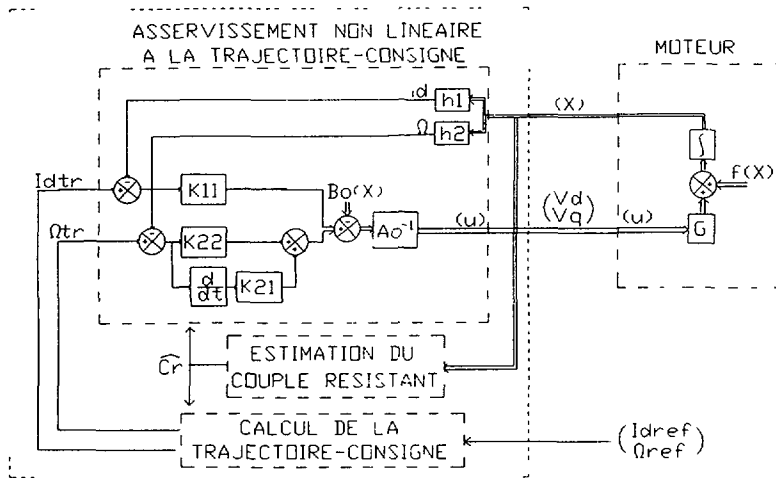 ASSERVISSEMENT NON LINEAIRE
A LA TRAJECTOIRE-CONSIGNE
MOTEUR
id
h1
(X)
Ω
h2
∫
Idtr
K11
Bo(X)
f(X)
Ωtr
K22
Ao⁻¹
(u)
(Vd
Vq)
(u)
G
d
dt
K21
Ĉr
ESTIMATION DU
COUPLE RESISTANT
CALCUL DE LA
TRAJECTOIRE-CONSIGNE
(Idref
Ωref)